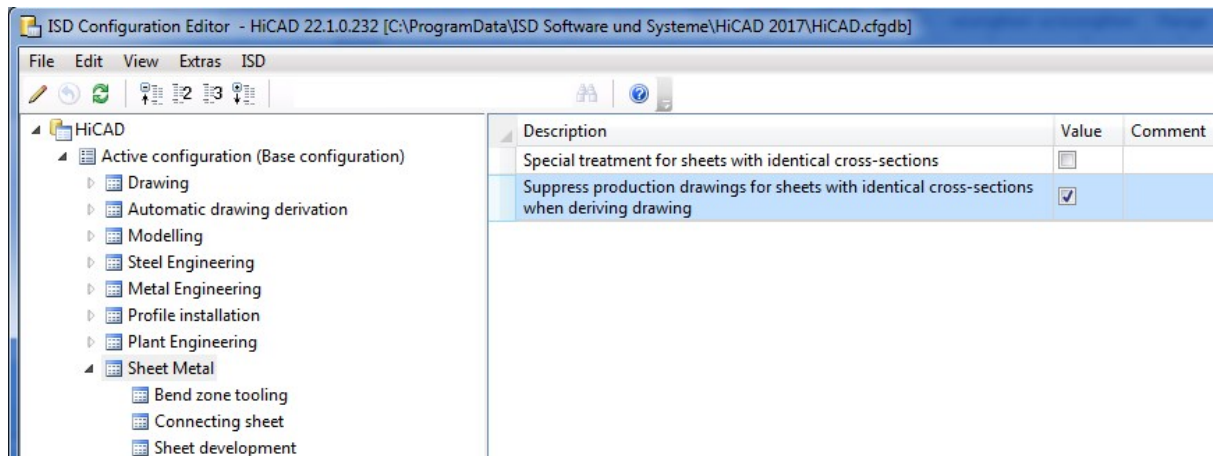 ISD Configuration Editor - HiCAD 22.1.0.232 [C:\ProgramData\ISD Software und Systeme\HiCAD 2017\HiCAD.cfgdb]
File Edit View Extras ISD
2 3
HiCAD
Description Value Comment
Active configuration (Base configuration)
Special treatment for sheets with identical cross-sections
Drawing
Suppress production drawings for sheets with identical cross-sections
when deriving drawing
Automatic drawing derivation
Modelling
Steel Engineering
Metal Engineering
Profile installation
Plant Engineering
Sheet Metal
Bend zone tooling
Connecting sheet
Sheet development